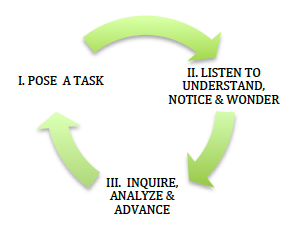 I. POSE A TASK
II. LISTEN TO
UNDERSTAND,
NOTICE & WONDER
III. INQUIRE,
ANALYZE &
ADVANCE